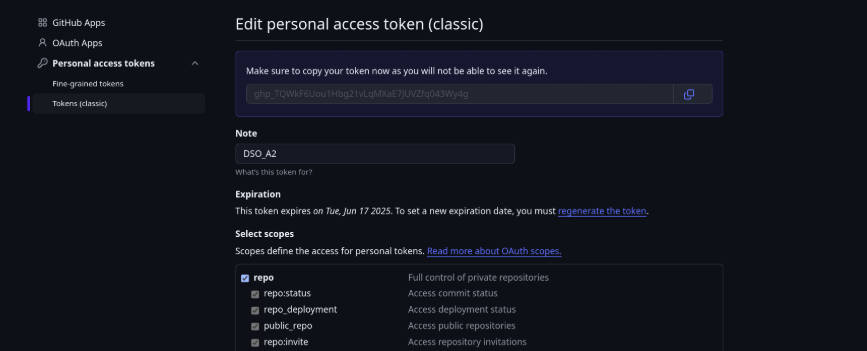 GitHub Apps
OAuth Apps
Personal access tokens
Fine-grained tokens
Tokens (classic)
Edit personal access token (classic)
Make sure to copy your token now as you will not be able to see it again.
Note
DSO_A2
What's this token for?
Expiration
This token expires on Tue, Jun 17 2025. To set a new expiration date, you must regenerate the token.
Select scopes
Scopes define the access for personal tokens. Read more about OAuth scopes.
repo Full control of private repositories
repo:status Access commit status
repo_deployment Access deployment status
public_repo Access public repositories
repo:invite Access repository invitations